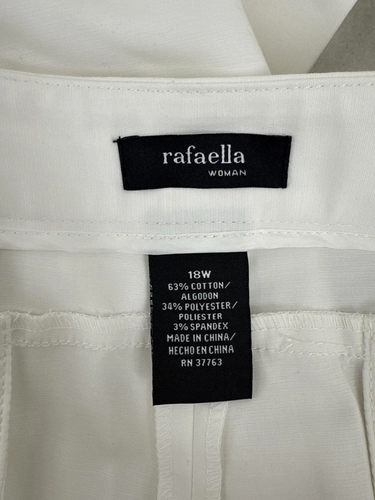 rafaella
WOMAN
18W
63% COTTON/
ALGODON
34% POLYESTER/
POLIESTER
3% SPANDEX
MADE IN CHINA/
HECHO EN CHINA
RN 37763